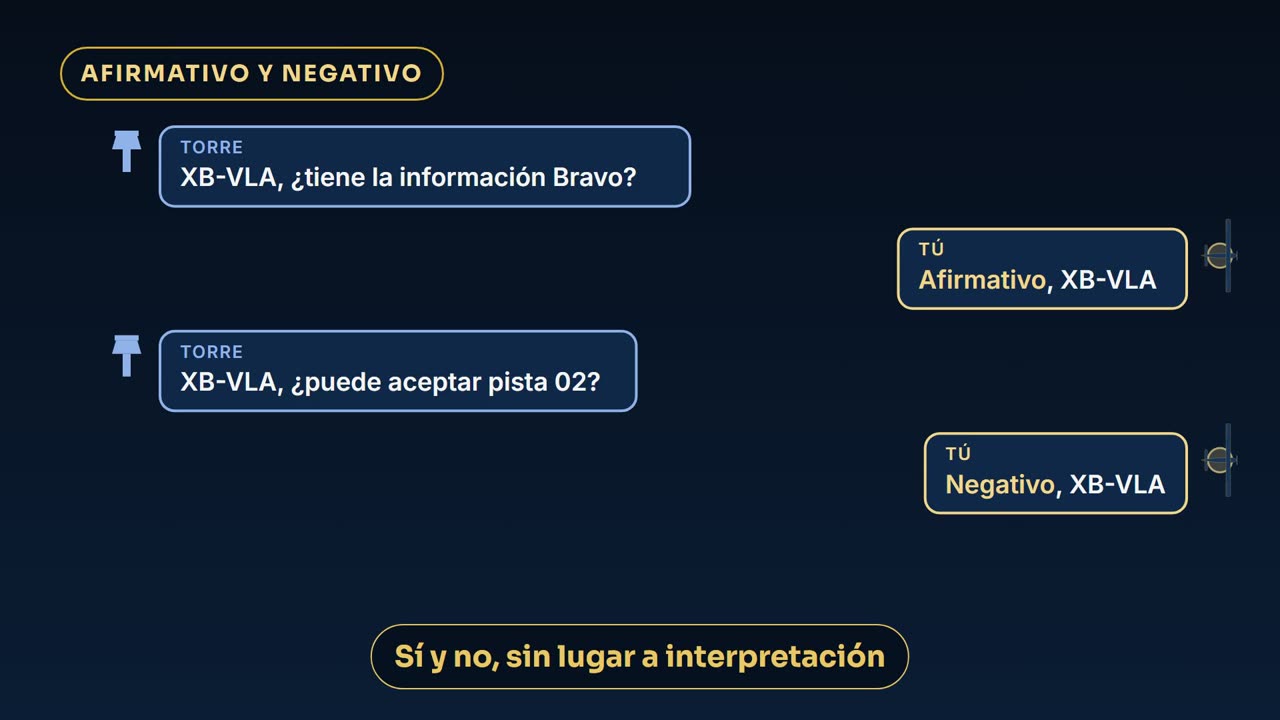 AFIRMATIVO Y NEGATIVO
TORRE
XB-VLA, ¿tiene la información Bravo?
TÚ
Afirmativo, XB-VLA
TORRE
XB-VLA, ¿puede aceptar pista 02?
TÚ
Negativo, XB-VLA
Sí y no, sin lugar a interpretación